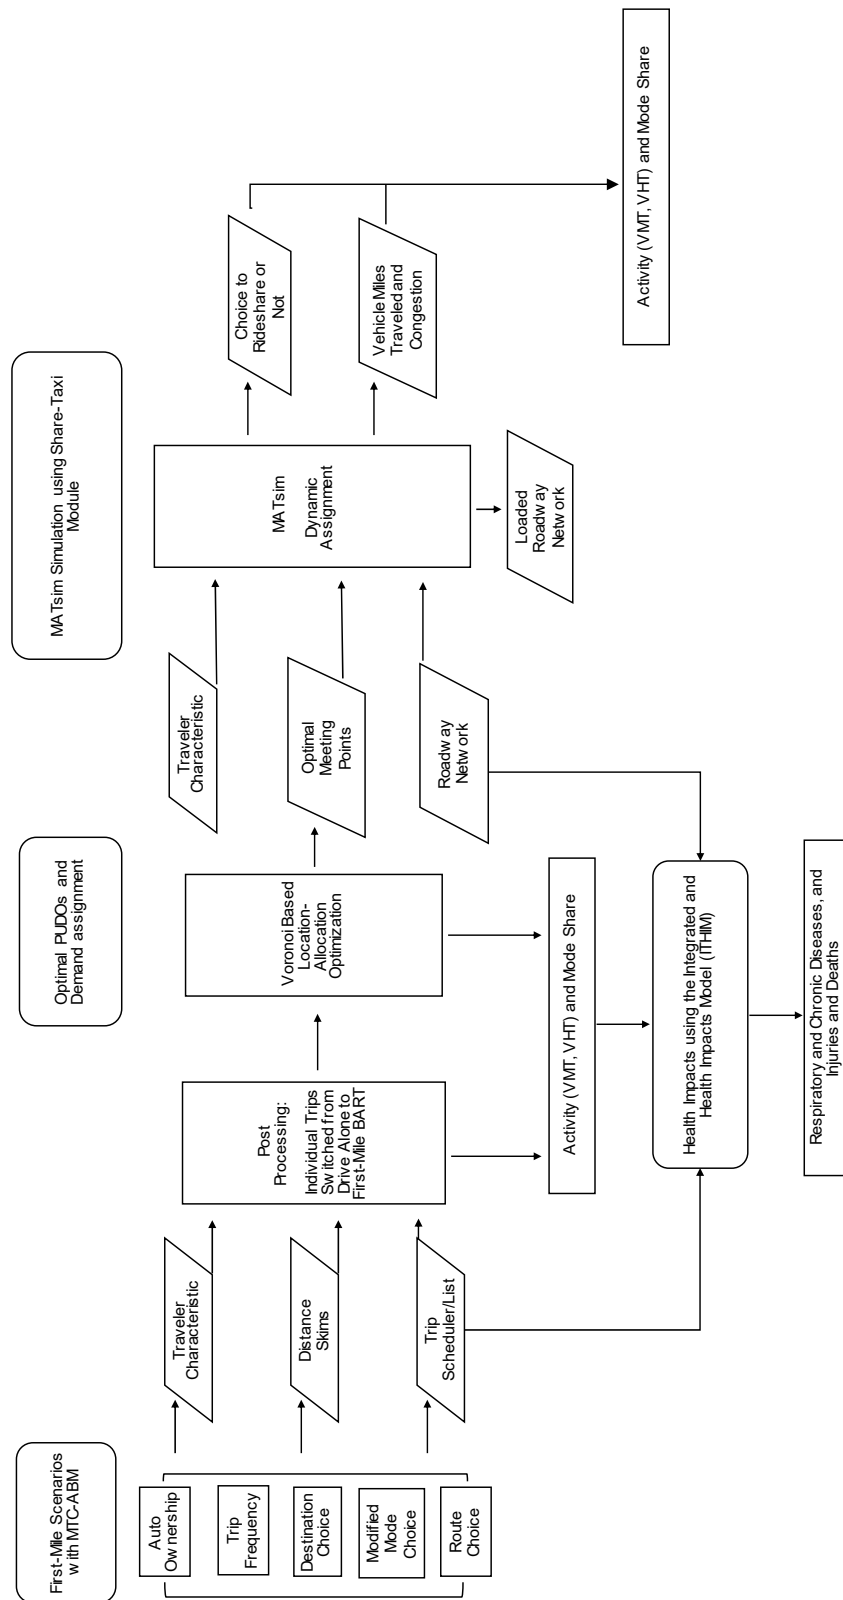 First-Mile Scenarios
with MTC-ABM
Auto
Ownership
Trip
Frequency
Destination
Choice
Modified Mode
Choice
Route
Choice
Traveler
Characteristic
Distance
Skims
Trip
Scheduler/List
Post
Processing:
Individual Trips
Switched from
Drive Alone to
First-Mile BART
Optimal PUDOs and
Demand assignment
Voronoi Based
Location-
Allocation
Optimization
Activity (VMT, VHT) and Mode Share
Traveler
Characteristic
Optimal
Meeting
Points
Roadway
Network
Health Impacts using the Integrated and
Health Impacts Model (ITHIM)
Respiratory and Chronic Diseases, and
Injuries and Deaths
MATsim Simulation using Share-Taxi
Module
MATsim
Dynamic
Assignment
Loaded
Roadway
Network
Choice to
Rideshare or
Not
Vehicle Miles
Traveled and
Congestion
Activity (VMT, VHT) and Mode Share